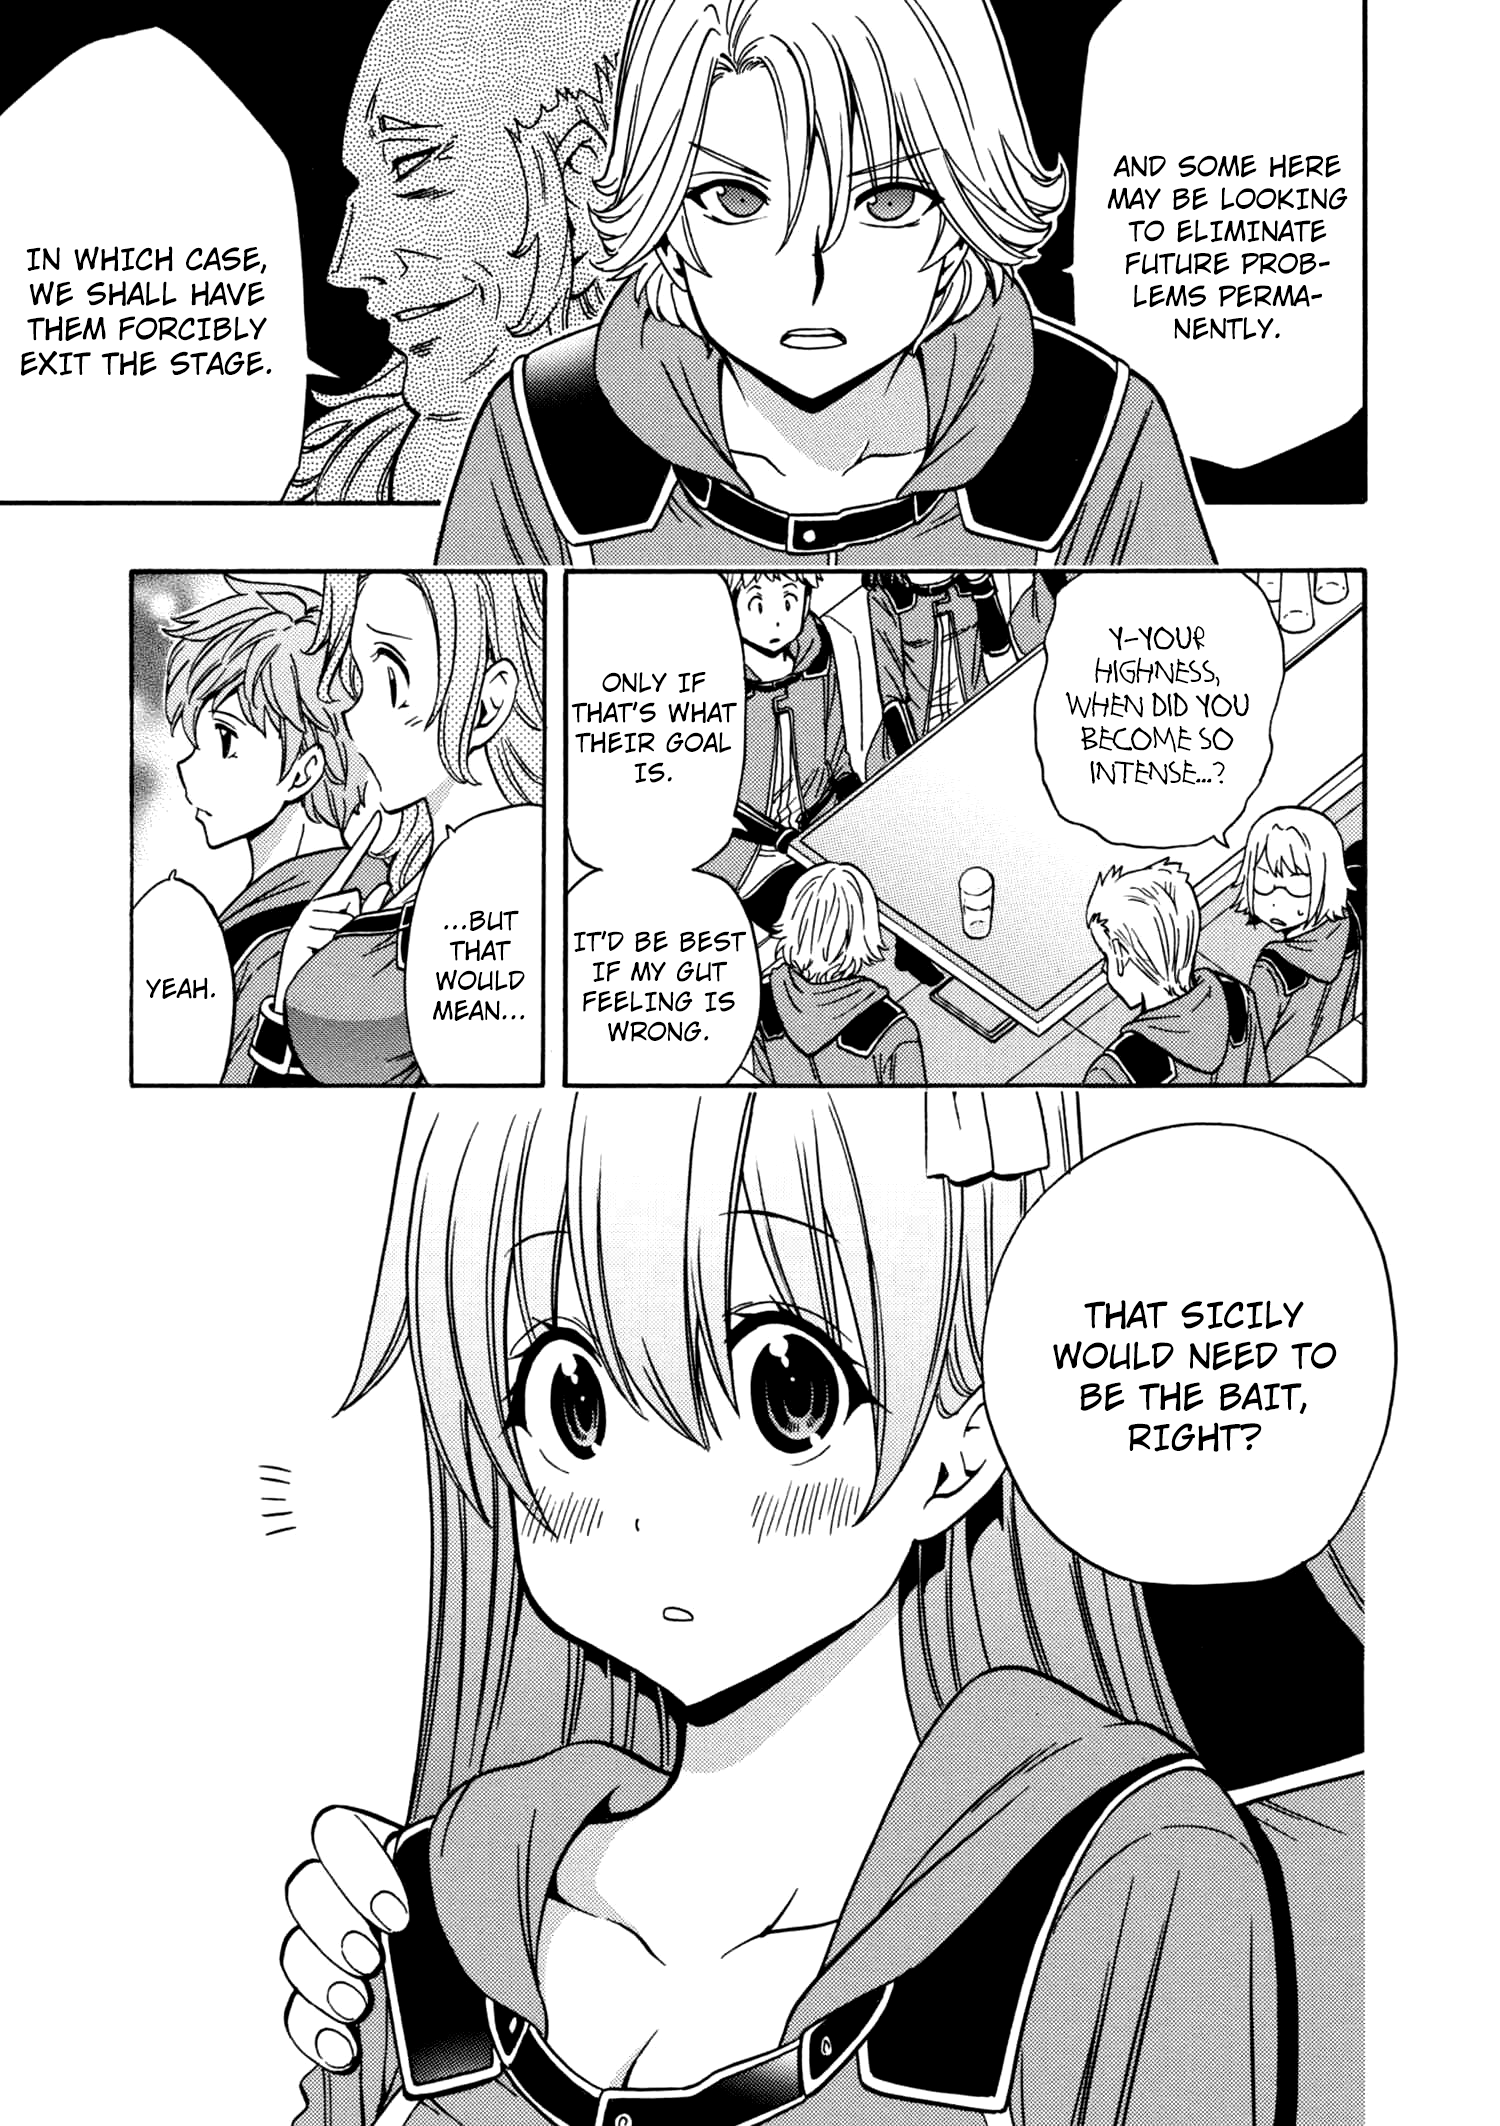 AND SOME HERE
MAY BE LOOKING
TO ELIMINATE
FUTURE PROB-
LEMS PERMA-
NENTLY.
IN WHICH CASE,
WE SHALL HAVE
THEM FORCIBLY
EXIT THE STAGE.
Y-YOUR
HIGHNESS,
WHEN DID YOU
BECOME SO
INTENSE...?
ONLY IF
THAT'S WHAT
THEIR GOAL
IS.
IT'D BE BEST
IF MY GUT
FEELING IS
WRONG.
...BUT
THAT
WOULD
MEAN...
YEAH.
THAT SICILY
WOULD NEED TO
BE THE BAIT,
RIGHT?